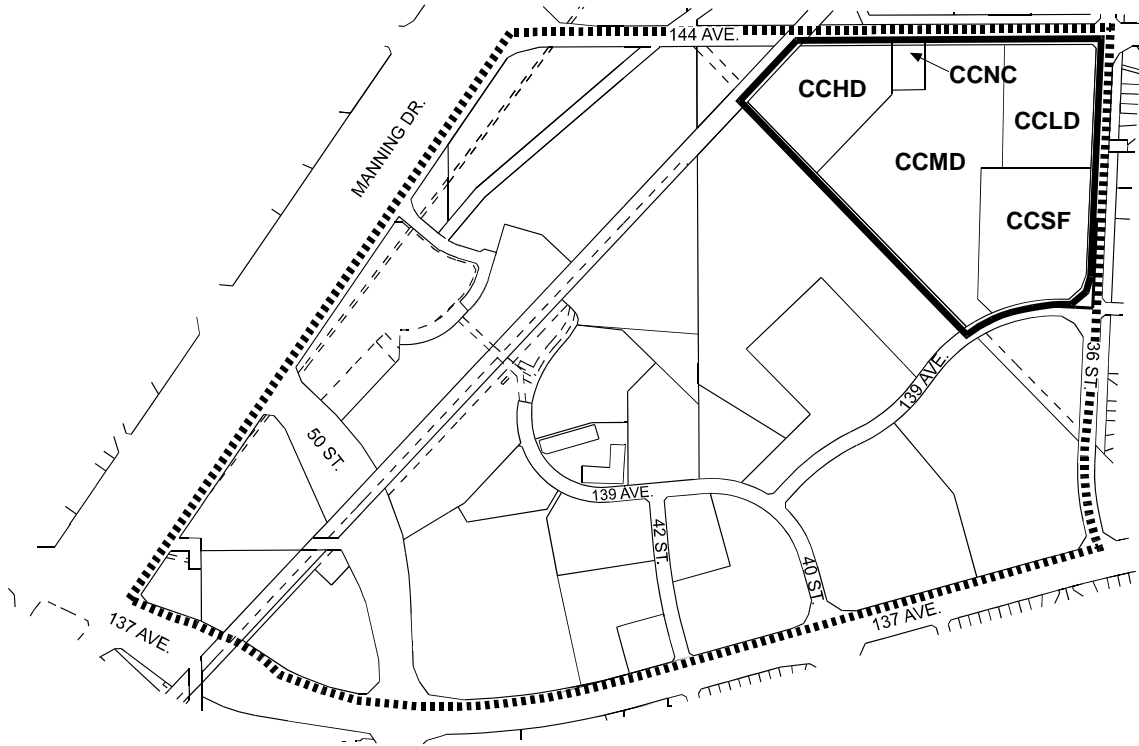 144 AVE.
CCNC
CCHD
MANNING DR.
CCLD
CCMD
CCSF
36 ST.
139 AVE.
50 ST.
139 AVE.
42 ST.
40 ST.
137 AVE.
137 AVE.